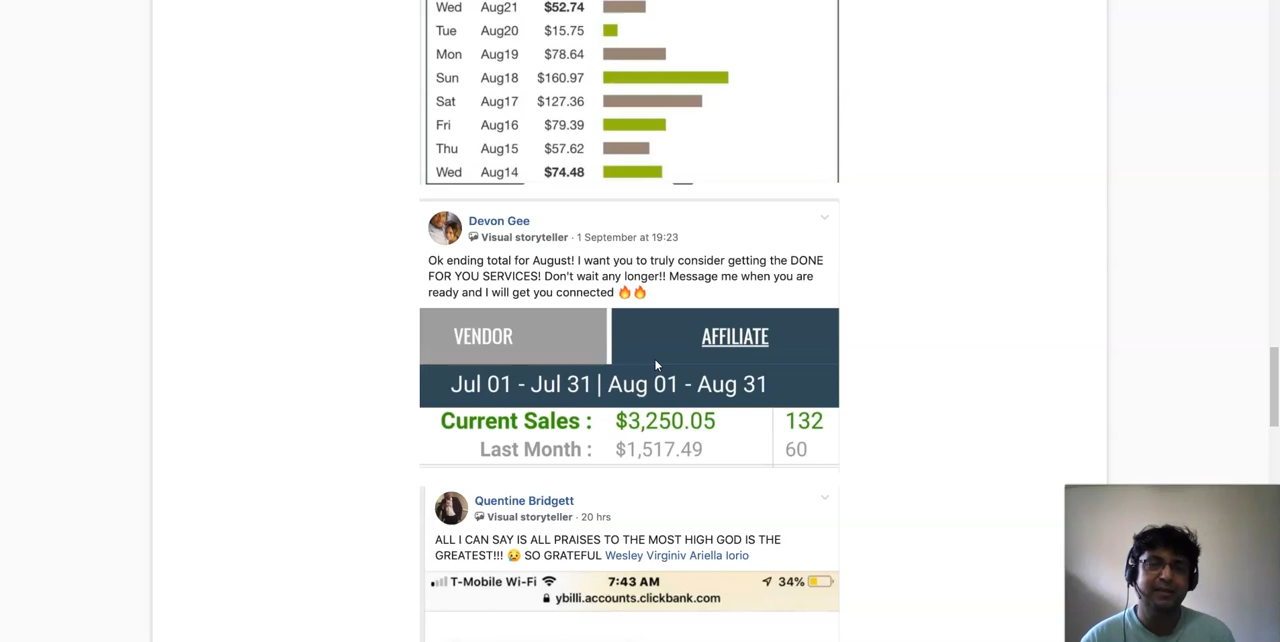 Wed Aug21 $52.74
Tue Aug20 $15.75
Mon Aug19 $78.64
Sun Aug18 $160.97
Sat Aug17 $127.36
Fri Aug16 $79.39
Thu Aug15 $57.62
Wed Aug14 $74.48
Devon Gee
Visual storyteller · 1 September at 19:23
Ok ending total for August! I want you to truly consider getting the DONE
FOR YOU SERVICES! Don't wait any longer!! Message me when you are
ready and I will get you connected 🔥🔥
VENDOR AFFILIATE
Jul 01 - Jul 31 | Aug 01 - Aug 31
Current Sales : $3,250.05 132
Last Month : $1,517.49 60
Quentine Bridgett
Visual storyteller · 20 hrs
ALL I CAN SAY IS ALL PRAISES TO THE MOST HIGH GOD IS THE
GREATEST!!! 😥 SO GRATEFUL Wesley Virginiv Ariella Iorio
T-Mobile Wi-Fi 7:43 AM 34%
ybilli.accounts.clickbank.com